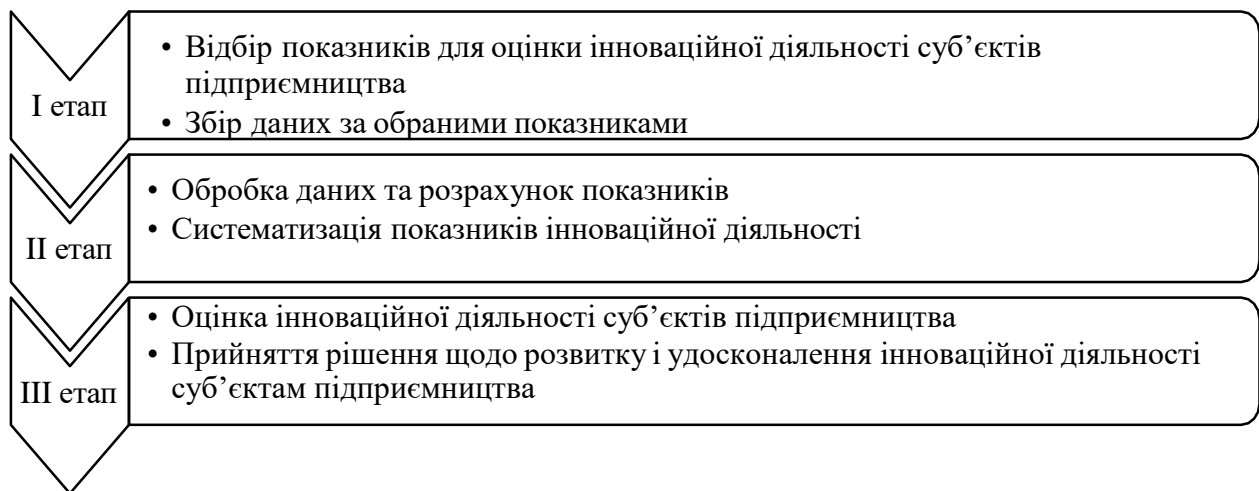 І етап
• Відбір показників для оцінки інноваційної діяльності суб’єктів
підприємництва
• Збір даних за обраними показниками
ІІ етап
• Обробка даних та розрахунок показників
• Систематизація показників інноваційної діяльності
ІІІ етап
• Оцінка інноваційної діяльності суб’єктів підприємництва
• Прийняття рішення щодо розвитку і удосконалення інноваційної діяльності
суб’єктам підприємництва